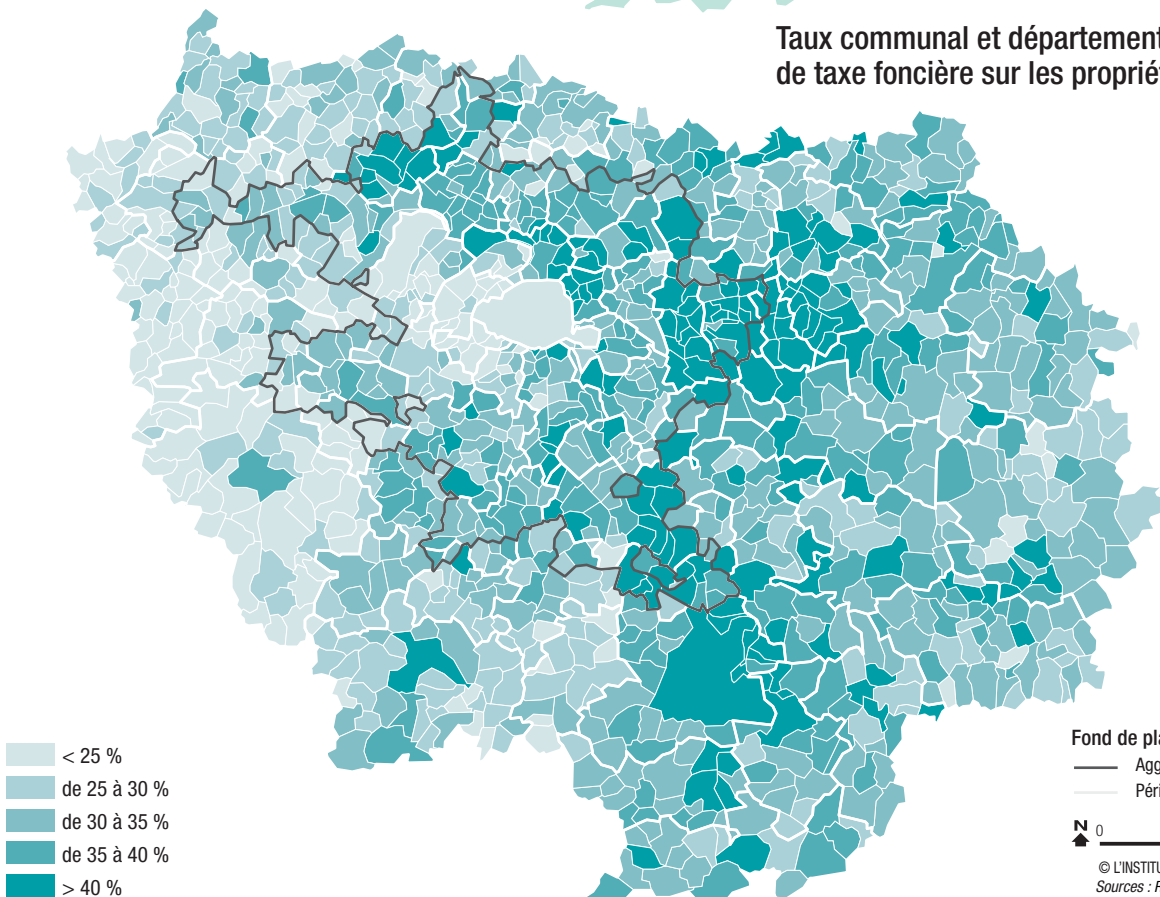 Taux communal et département
de taxe foncière sur les proprié
< 25 %
de 25 à 30 %
de 30 à 35 %
de 35 à 40 %
> 40 %
Fond de pla
Agg
Péri
N 0
© L'INSTITU
Sources : F